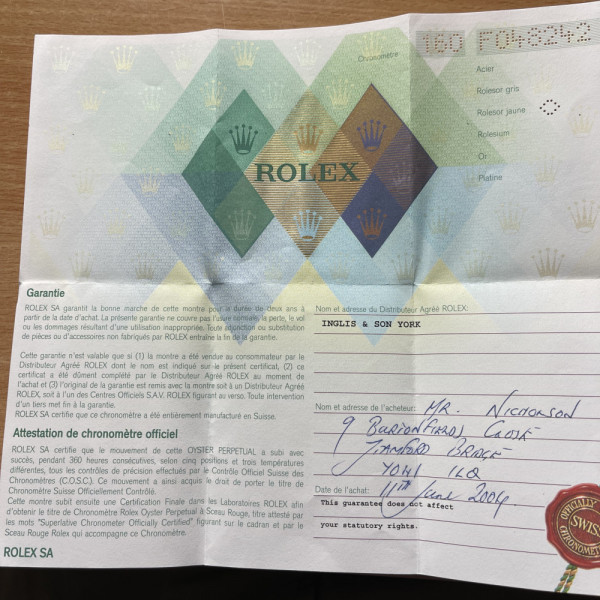 Chronomètre
160 F048242
Acier
Rolesor gris
Rolesor jaune
Rolesium
Or
Platine
ROLEX
Garantie
ROLEX SA garantit la bonne marche de cette montre pour la durée de deux ans à
partir de la date d'achat. La présente garantie ne couvre pas l'usure normale, la perte, le vol
ou les dommages résultant d'une utilisation inappropriée. Toute adjonction ou substitution
de pièces ou d'accessoires non fabriqués par ROLEX entraîne la fin de la garantie.
Cette garantie n'est valable que si (1) la montre a été vendue au consommateur par le
Distributeur Agréé ROLEX dont le nom est indiqué sur le présent certificat, (2) ce
certificat a été dûment complété par le Distributeur Agréé ROLEX au moment de
l'achat et (3) l'original de la garantie est remis avec la montre soit à un Distributeur Agréé
ROLEX, soit à l'un des Centres Officiels S.A.V. ROLEX figurant au verso. Toute intervention
d'un tiers met fin à la garantie.
ROLEX SA certifie que ce chronomètre a été entièrement manufacturé en Suisse.
Attestation de chronomètre officiel
ROLEX SA certifie que le mouvement de cette OYSTER PERPETUAL a subi avec
succès, pendant 360 heures consécutives, selon cinq positions et trois températures
différentes, tous les contrôles de précision effectués par le Contrôle Officiel Suisse des
Chronomètres (C.O.S.C.). Ce mouvement a ainsi acquis le droit de porter le titre de
Chronomètre Suisse Officiellement Contrôlé.
Cette montre subit ensuite une Certification Finale dans les Laboratoires ROLEX afin
d'obtenir le titre de Chronomètre Rolex Oyster Perpetual à Sceau Rouge, titre attesté par
les mots "Superlative Chronometer Officially Certified" figurant sur le cadran et par le
Sceau Rouge Rolex qui accompagne ce Chronomètre.
ROLEX SA
Nom et adresse du Distributeur Agréé ROLEX:
INGLIS & SON YORK
Nom et adresse de l'acheteur: MR. NICHOLSON
9 BURTONFIELDS CLOSE
STAMFORD BRIDGE
YO41 1LQ
Date de l'achat: 11TH June 2004
This guarantee does not affect
your statutory rights.
OFFICIALLY
SWISS
CHRONOMETER